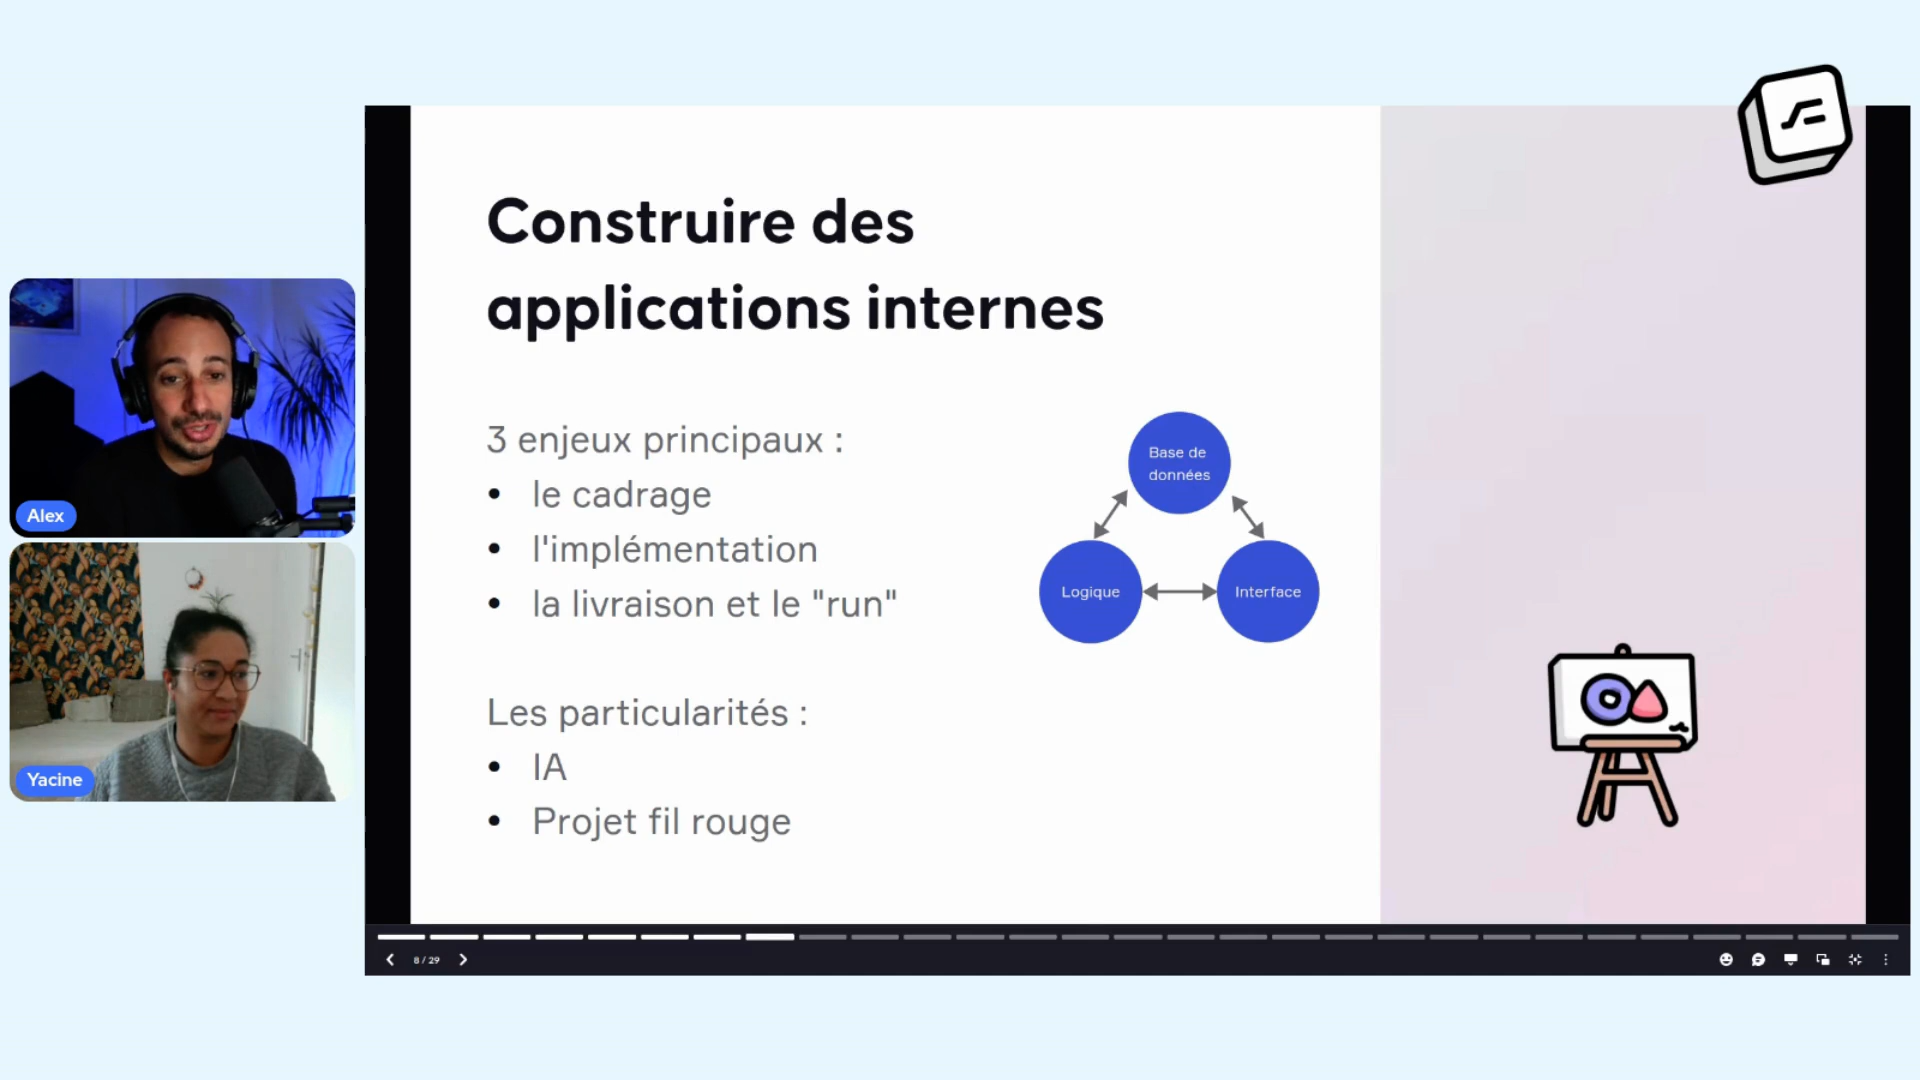 Construire des
applications internes
3 enjeux principaux :
• le cadrage
• l'implémentation
• la livraison et le "run"
Les particularités :
• IA
• Projet fil rouge
Base de
données
Logique
Interface
Alex
Yacine
8 / 29